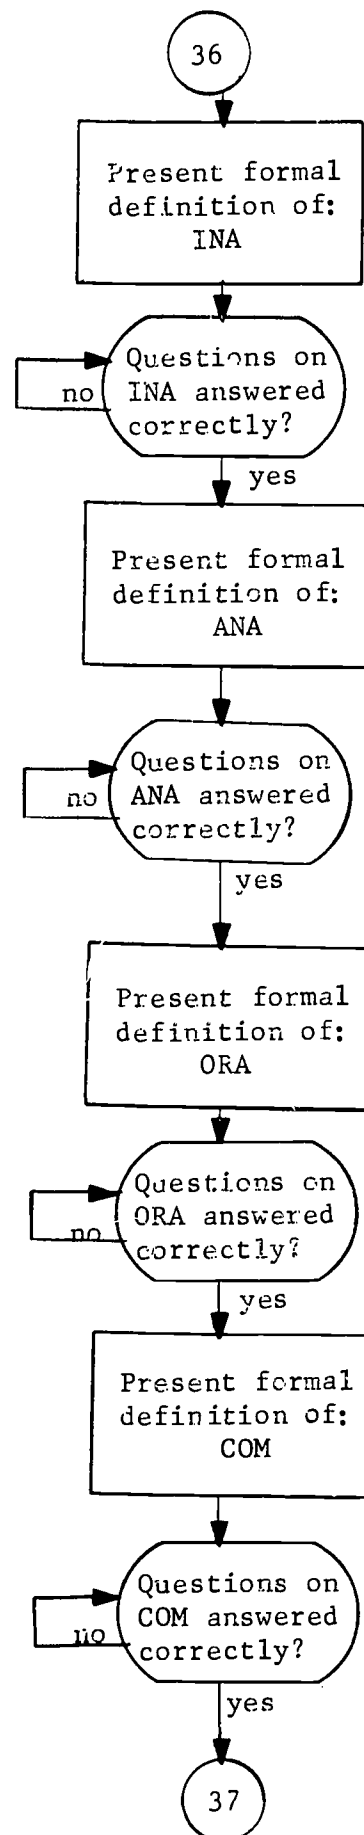 36
Present formal
definition of:
INA
Questions on
no INA answered
correctly?
yes
Present formal
definition of:
ANA
Questions on
no ANA answered
correctly?
yes
Present formal
definition of:
ORA
Questions on
no ORA answered
correctly?
yes
Present formal
definition of:
COM
Questions on
no COM answered
correctly?
yes
37